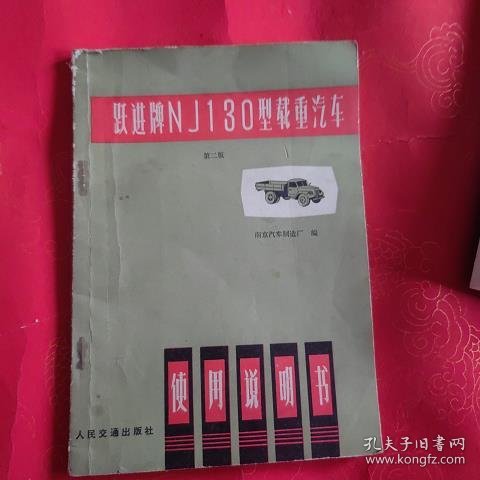 跃进牌NJ130型载重汽车
第二版
南京汽车制造厂 编
使用说明书
人民交通出版社
孔夫子旧书网
www.kongfz.com